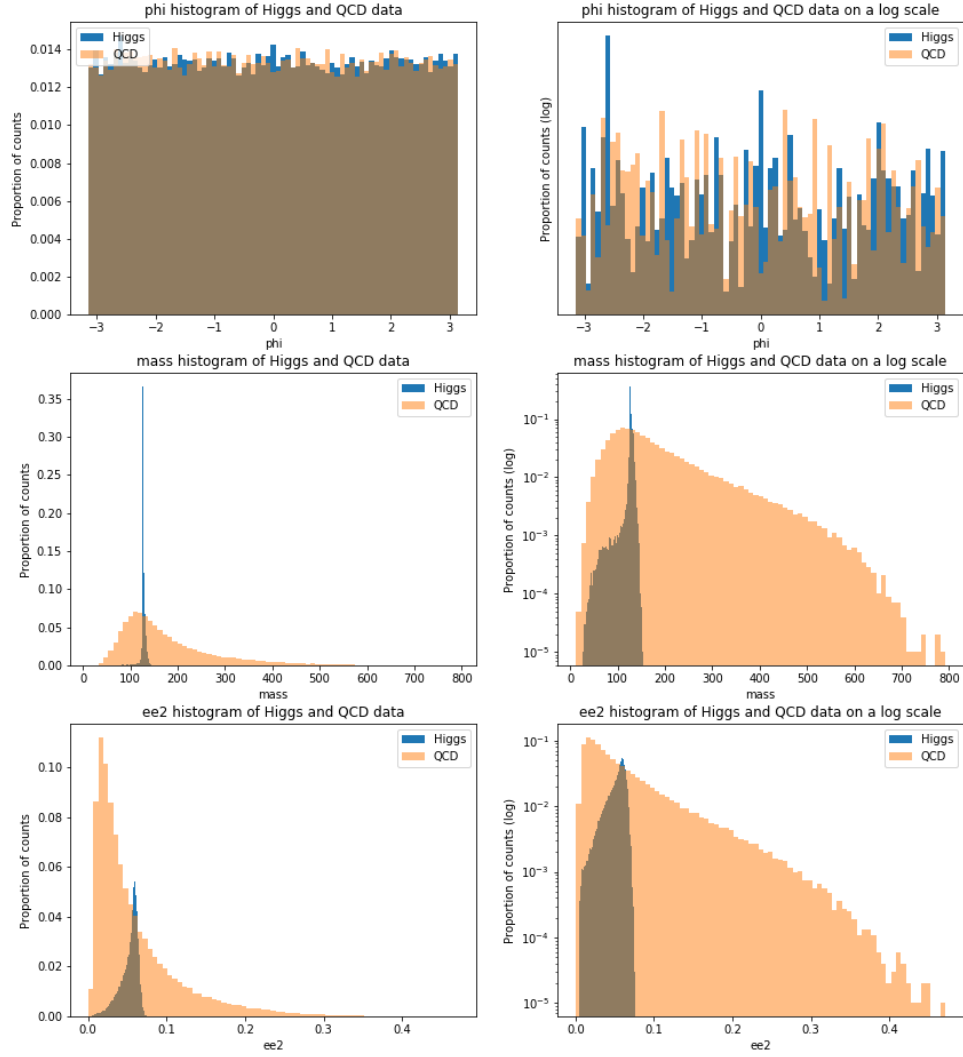 phi histogram of Higgs and QCD data
Higgs
QCD
Proportion of counts
0.014
0.012
0.010
0.008
0.006
0.004
0.002
0.000
−3 −2 −1 0 1 2 3
phi
phi histogram of Higgs and QCD data on a log scale
Higgs
QCD
Proportion of counts (log)
−3 −2 −1 0 1 2 3
phi
mass histogram of Higgs and QCD data
Higgs
QCD
Proportion of counts
0.35
0.30
0.25
0.20
0.15
0.10
0.05
0.00
0 100 200 300 400 500 600 700 800
mass
mass histogram of Higgs and QCD data on a log scale
Higgs
QCD
Proportion of counts (log)
10⁻¹
10⁻²
10⁻³
10⁻⁴
10⁻⁵
0 100 200 300 400 500 600 700 800
mass
ee2 histogram of Higgs and QCD data
Higgs
QCD
Proportion of counts
0.10
0.08
0.06
0.04
0.02
0.00
0.0 0.1 0.2 0.3 0.4
ee2
ee2 histogram of Higgs and QCD data on a log scale
Higgs
QCD
Proportion of counts (log)
10⁻¹
10⁻²
10⁻³
10⁻⁴
10⁻⁵
0.0 0.1 0.2 0.3 0.4
ee2